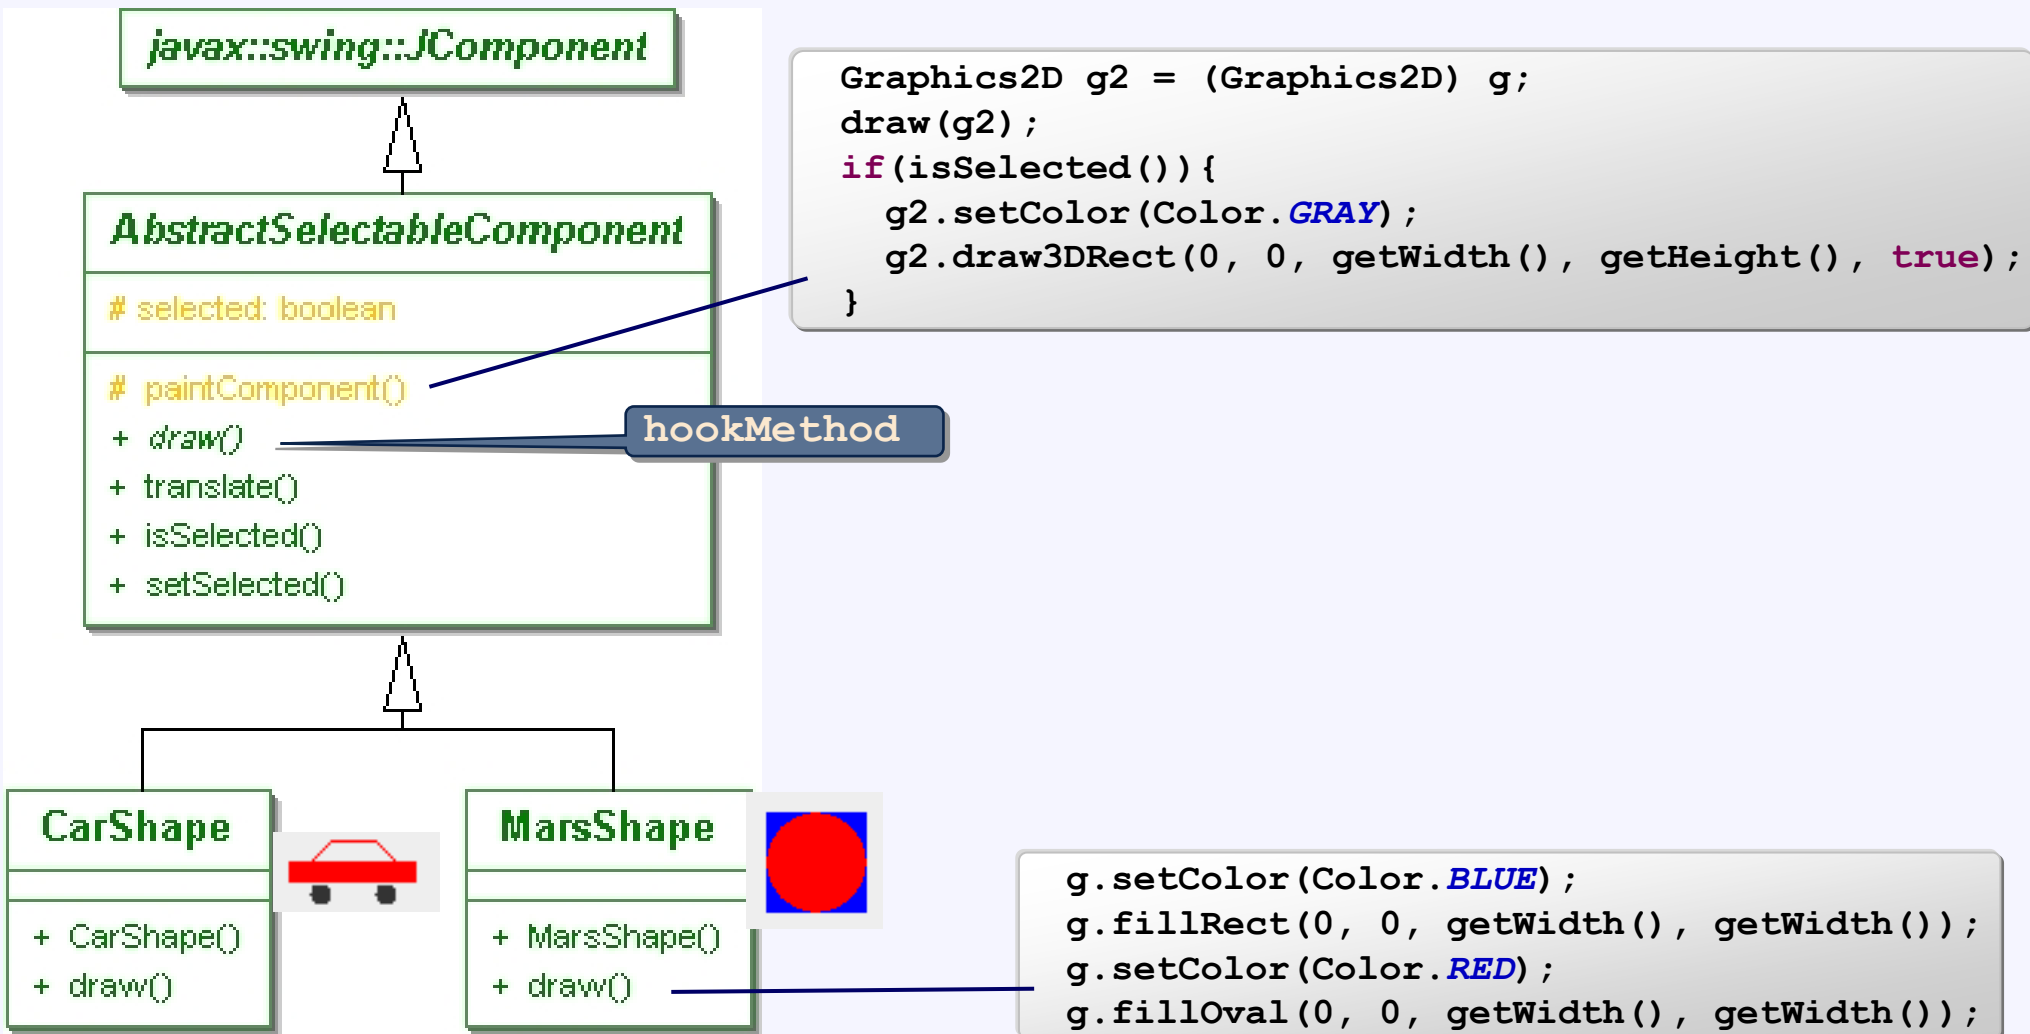 javax::swing::JComponent
Graphics2D g2 = (Graphics2D) g;
draw(g2);
if(isSelected()){
g2.setColor(Color.GRAY);
g2.draw3DRect(0, 0, getWidth(), getHeight(), true);
}
AbstractSelectableComponent
# selected: boolean
# paintComponent()
+ draw()
hookMethod
+ translate()
+ isSelected()
+ setSelected()
CarShape
+ CarShape()
+ draw()
MarsShape
+ MarsShape()
+ draw()
g.setColor(Color.BLUE);
g.fillRect(0, 0, getWidth(), getWidth());
g.setColor(Color.RED);
g.fillOval(0, 0, getWidth(), getWidth());